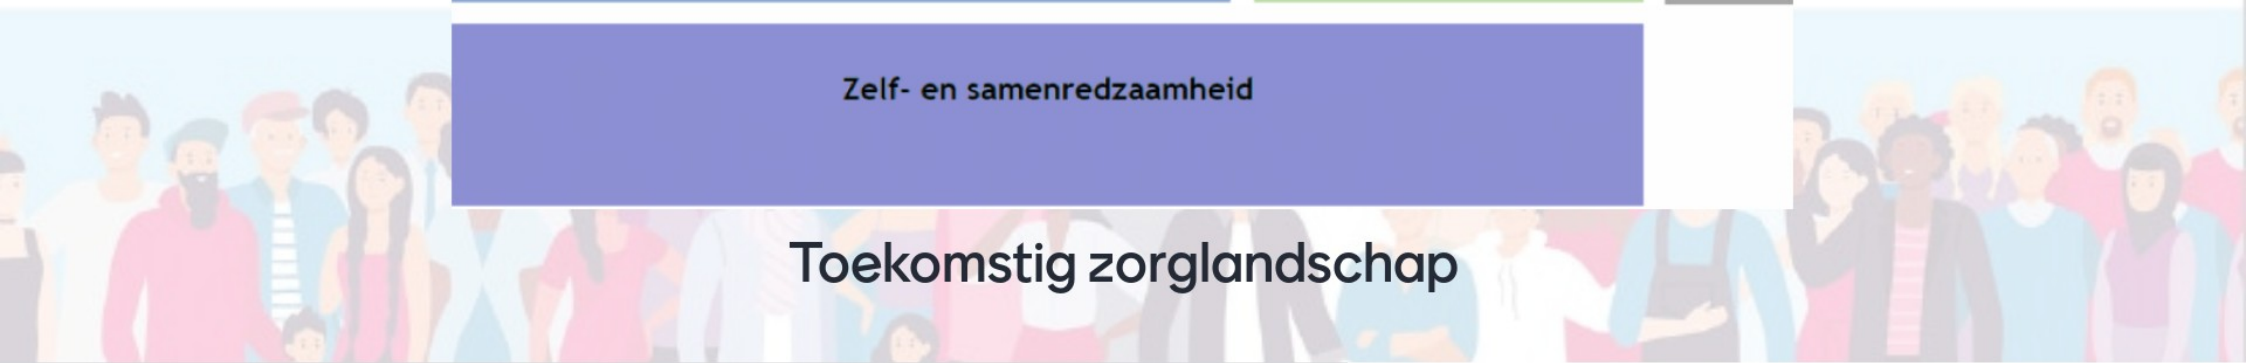 Zelf- en samenredzaamheid
Toekomstig zorglandschap